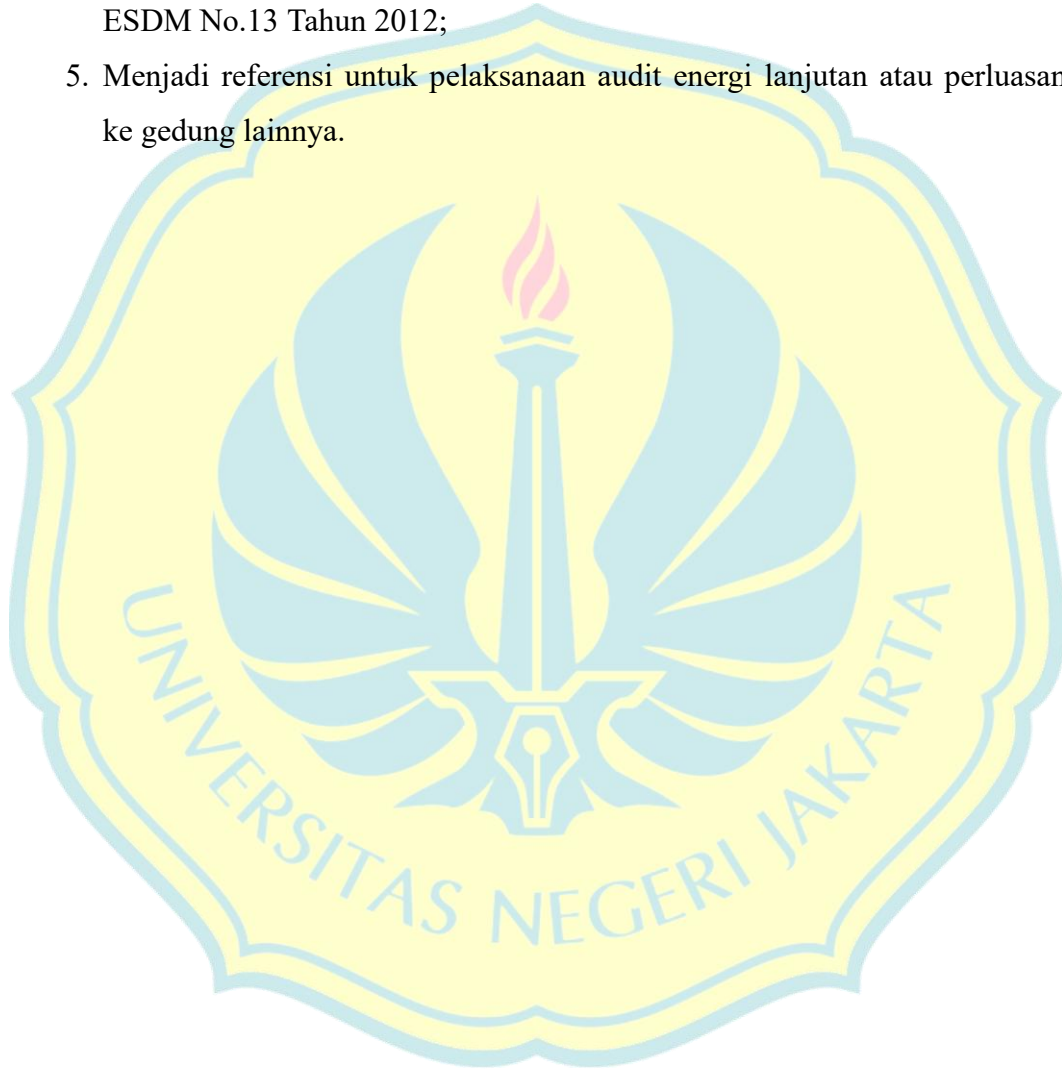 ESDM No.13 Tahun 2012;
5. Menjadi referensi untuk pelaksanaan audit energi lanjutan atau perluasan
ke gedung lainnya.
UNIVERSITAS NEGERI JAKARTA